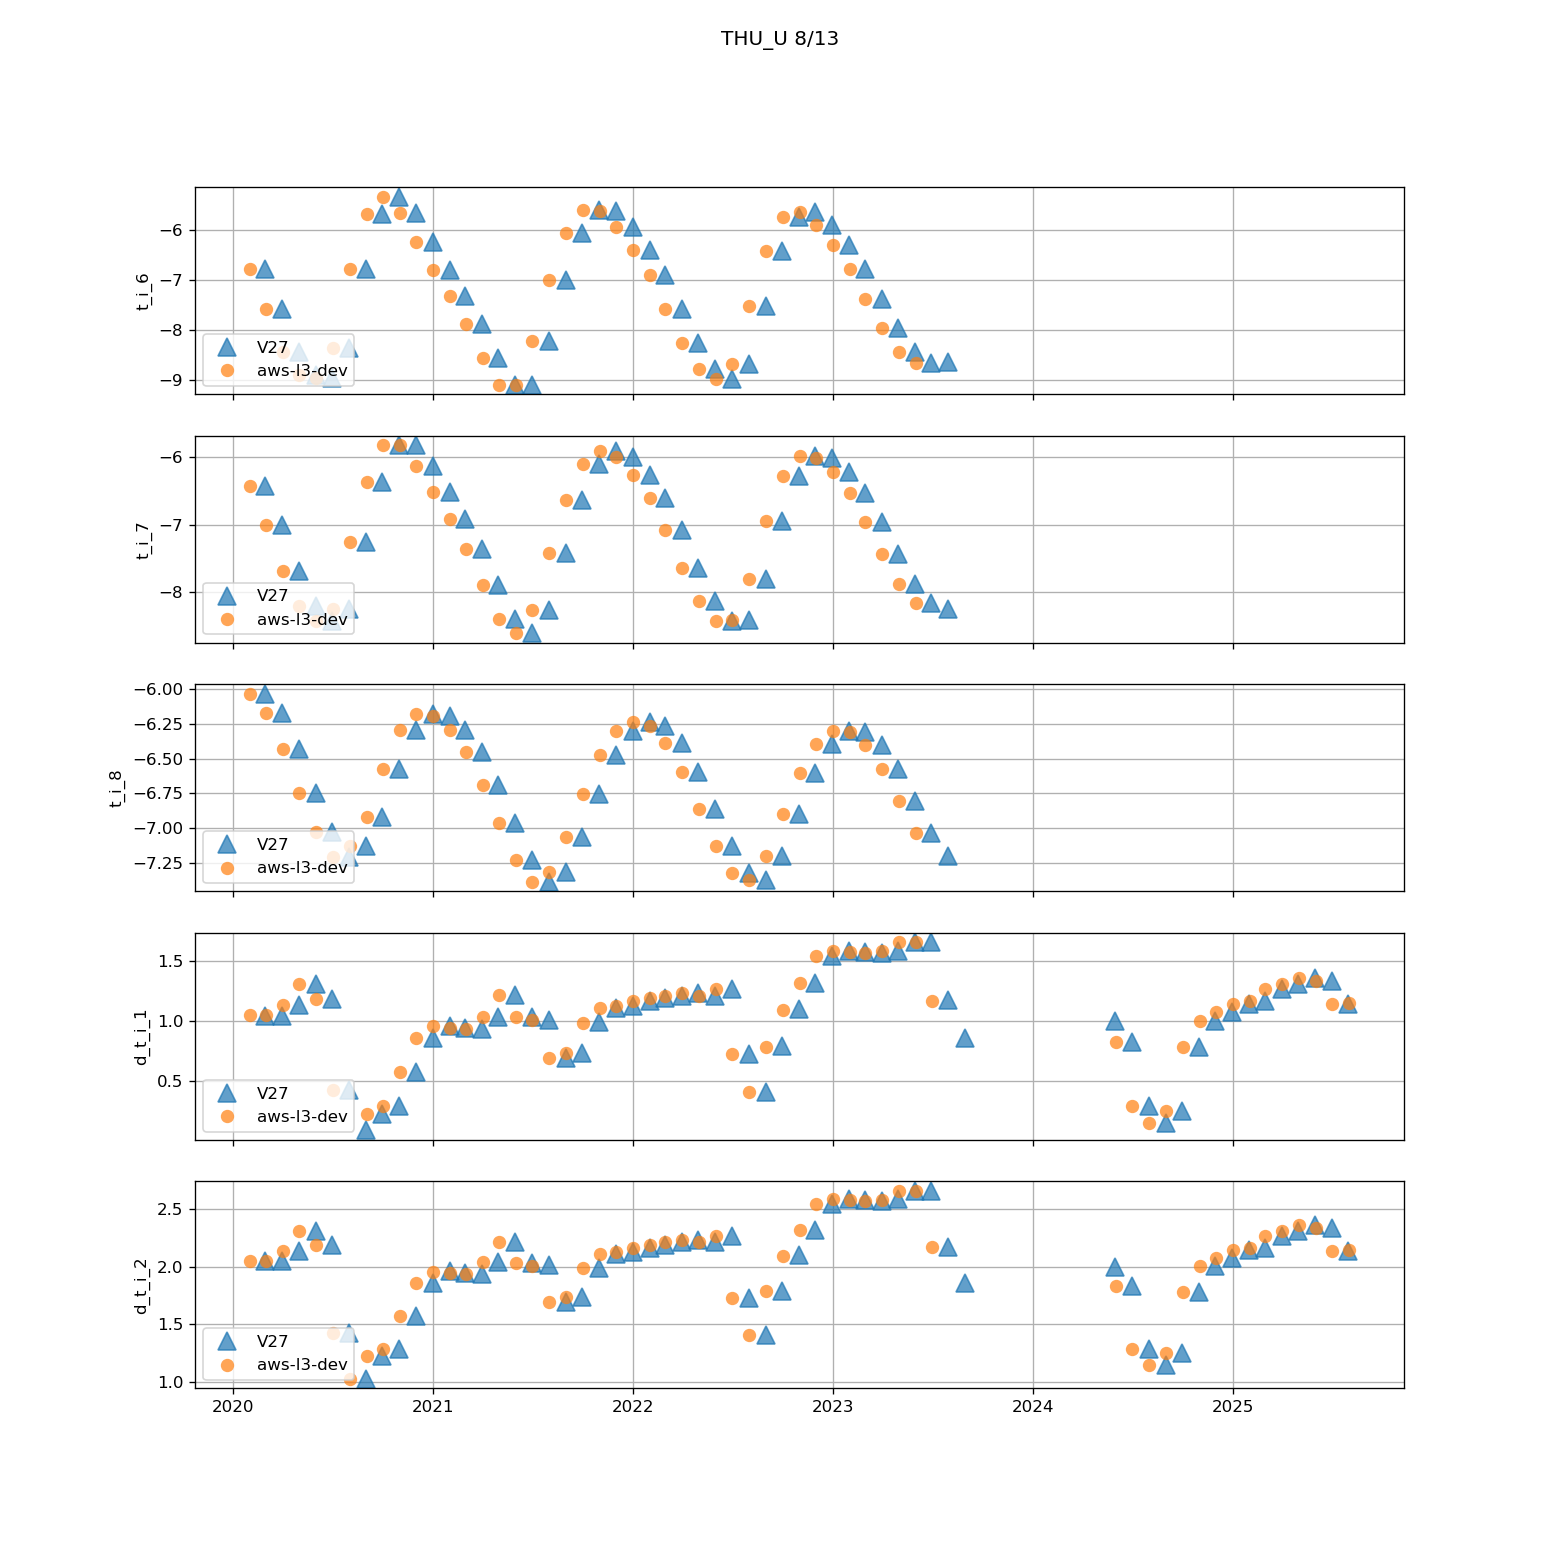 THU_U 8/13
t_i_6
−6
−7
−8
−9
V27
aws-l3-dev
t_i_7
−6
−7
−8
V27
aws-l3-dev
t_i_8
−6.00
−6.25
−6.50
−6.75
−7.00
−7.25
V27
aws-l3-dev
d_t_i_1
1.5
1.0
0.5
V27
aws-l3-dev
d_t_i_2
2.5
2.0
1.5
1.0
V27
aws-l3-dev
2020 2021 2022 2023 2024 2025